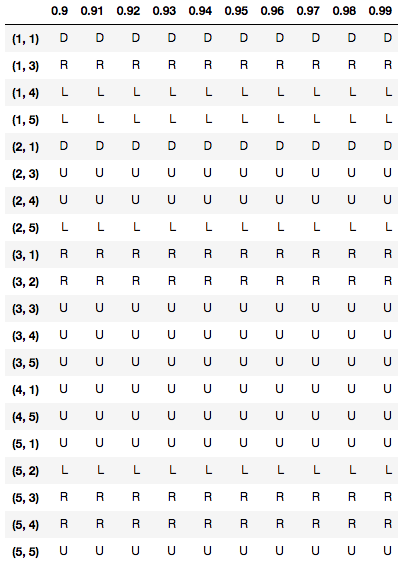 0.9 0.91 0.92 0.93 0.94 0.95 0.96 0.97 0.98 0.99
(1, 1) D D D D D D D D D D
(1, 3) R R R R R R R R R R
(1, 4) L L L L L L L L L L
(1, 5) L L L L L L L L L L
(2, 1) D D D D D D D D D D
(2, 3) U U U U U U U U U U
(2, 4) U U U U U U U U U U
(2, 5) L L L L L L L L L L
(3, 1) R R R R R R R R R R
(3, 2) R R R R R R R R R R
(3, 3) U U U U U U U U U U
(3, 4) U U U U U U U U U U
(3, 5) U U U U U U U U U U
(4, 1) U U U U U U U U U U
(4, 5) U U U U U U U U U U
(5, 1) U U U U U U U U U U
(5, 2) L L L L L L L L L L
(5, 3) R R R R R R R R R R
(5, 4) R R R R R R R R R R
(5, 5) U U U U U U U U U U